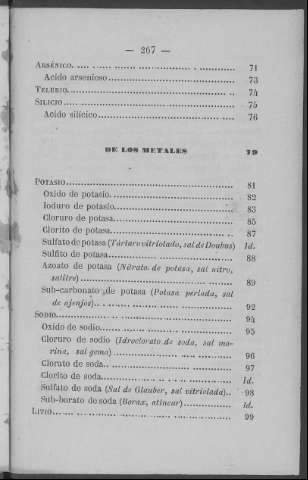 — 267 —
ARSÉNICO. 71
Acido arsenioso 73
TELURIO. 74
SILICIO 75
Acido silícico 76
DE LOS METALES 79
POTASIO 81
Oxido de potasio. 82
Ioduro de potasio. 83
Cloruro de potasa. 85
Clorito de potasa. 87
Sulfato de potasa (Tártaro vitriolado, sal de Doubus) Id.
Sulfito de potasa 88
Azoato de potasa (Nitrato de potasa, sal nitro,
salitre) 89
Sub-carbonato de potasa (Potasa perlada, sal
de ajenjos) 92
SODIO. 94
Oxido de sodio 95
Cloruro de sodio (Idroclorato de soda, sal ma-
rina, sal gema) 96
Clorato de soda 97
Clorito de soda. Id.
Sulfato de soda (Sal de Glauber, sal vitriolada) 98
Sub-borato de soda (Borax, atincar) Id.
LITIO 99